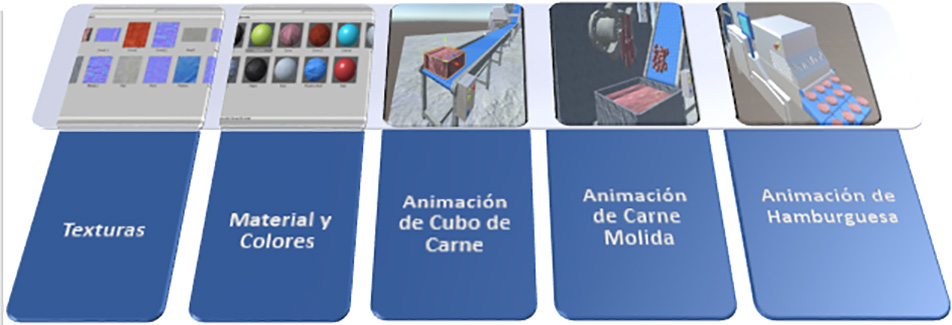 Texturas
Material y
Colores
Animación
de Cubo de
Carne
Animación
de Carne
Molida
Animación de
Hamburguesa